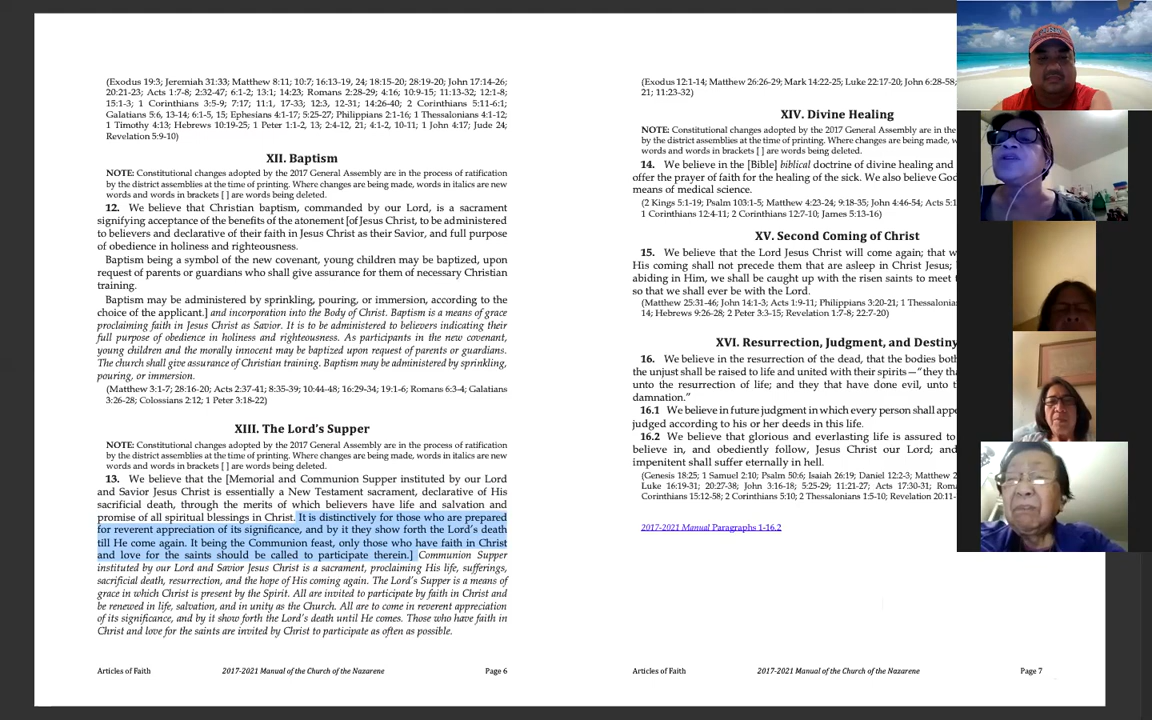 (Exodus 19:3; Jeremiah 31:33; Matthew 8:11; 10:7; 16:13-19, 24; 18:15-20; 28:19-20; John 17:14-26;
20:21-23; Acts 1:7-8; 2:32-47; 6:1-2; 13:1; 14:23; Romans 2:28-29; 4:16; 10:9-15; 11:13-32; 12:1-8;
15:1-3; 1 Corinthians 3:5-9; 7:17; 11:1, 17-33; 12:3, 12-31; 14:26-40; 2 Corinthians 5:11-6:1;
Galatians 5:6, 13-14; 6:1-5, 15; Ephesians 4:1-17; 5:25-27; Philippians 2:1-16; 1 Thessalonians 4:1-12;
1 Timothy 4:13; Hebrews 10:19-25; 1 Peter 1:1-2, 13; 2:4-12, 21; 4:1-2, 10-11; 1 John 4:17; Jude 24;
Revelation 5:9-10)
XII. Baptism
NOTE: Constitutional changes adopted by the 2017 General Assembly are in the process of ratification
by the district assemblies at the time of printing. Where changes are being made, words in italics are new
words and words in brackets [ ] are words being deleted.
12. We believe that Christian baptism, commanded by our Lord, is a sacrament
signifying acceptance of the benefits of the atonement [of Jesus Christ, to be administered
to believers and declarative of their faith in Jesus Christ as their Savior, and full purpose
of obedience in holiness and righteousness.
Baptism being a symbol of the new covenant, young children may be baptized, upon
request of parents or guardians who shall give assurance for them of necessary Christian
training.
Baptism may be administered by sprinkling, pouring, or immersion, according to the
choice of the applicant.] and incorporation into the Body of Christ. Baptism is a means of grace
proclaiming faith in Jesus Christ as Savior. It is to be administered to believers indicating their
full purpose of obedience in holiness and righteousness. As participants in the new covenant,
young children and the morally innocent may be baptized upon request of parents or guardians.
The church shall give assurance of Christian training. Baptism may be administered by sprinkling,
pouring, or immersion.
(Matthew 3:1-7; 28:16-20; Acts 2:37-41; 8:35-39; 10:44-48; 16:29-34; 19:1-6; Romans 6:3-4; Galatians
3:26-28; Colossians 2:12; 1 Peter 3:18-22)
XIII. The Lord's Supper
NOTE: Constitutional changes adopted by the 2017 General Assembly are in the process of ratification
by the district assemblies at the time of printing. Where changes are being made, words in italics are new
words and words in brackets [ ] are words being deleted.
13. We believe that the [Memorial and Communion Supper instituted by our Lord
and Savior Jesus Christ is essentially a New Testament sacrament, declarative of His
sacrificial death, through the merits of which believers have life and salvation and
promise of all spiritual blessings in Christ. It is distinctively for those who are prepared
for reverent appreciation of its significance, and by it they show forth the Lord's death
till He come again. It being the Communion feast, only those who have faith in Christ
and love for the saints should be called to participate therein.] Communion Supper
instituted by our Lord and Savior Jesus Christ is a sacrament, proclaiming His life, sufferings,
sacrificial death, resurrection, and the hope of His coming again. The Lord's Supper is a means of
grace in which Christ is present by the Spirit. All are invited to participate by faith in Christ and
be renewed in life, salvation, and in unity as the Church. All are to come in reverent appreciation
of its significance, and by it show forth the Lord's death until He comes. Those who have faith in
Christ and love for the saints are invited by Christ to participate as often as possible.
Articles of Faith 2017-2021 Manual of the Church of the Nazarene Page 6
(Exodus 12:1-14; Matthew 26:26-29; Mark 14:22-25; Luke 22:17-20; John 6:28-58;
21; 11:23-32)
XIV. Divine Healing
NOTE: Constitutional changes adopted by the 2017 General Assembly are in the
by the district assemblies at the time of printing. Where changes are being made,
words and words in brackets [ ] are words being deleted.
14. We believe in the [Bible] biblical doctrine of divine healing and
offer the prayer of faith for the healing of the sick. We also believe God
means of medical science.
(2 Kings 5:1-19; Psalm 103:1-5; Matthew 4:23-24; 9:18-35; John 4:46-54; Acts 5:1
1 Corinthians 12:4-11; 2 Corinthians 12:7-10; James 5:13-16)
XV. Second Coming of Christ
15. We believe that the Lord Jesus Christ will come again; that w
His coming shall not precede them that are asleep in Christ Jesus;
abiding in Him, we shall be caught up with the risen saints to meet
so that we shall ever be with the Lord.
(Matthew 25:31-46; John 14:1-3; Acts 1:9-11; Philippians 3:20-21; 1 Thessalonia
14; Hebrews 9:26-28; 2 Peter 3:3-15; Revelation 1:7-8; 22:7-20)
XVI. Resurrection, Judgment, and Destiny
16. We believe in the resurrection of the dead, that the bodies both
the unjust shall be raised to life and united with their spirits—"they tha
unto the resurrection of life; and they that have done evil, unto
damnation."
16.1 We believe in future judgment in which every person shall appe
judged according to his or her deeds in this life.
16.2 We believe that glorious and everlasting life is assured to
believe in, and obediently follow, Jesus Christ our Lord; and
impenitent shall suffer eternally in hell.
(Genesis 18:25; 1 Samuel 2:10; Psalm 50:6; Isaiah 26:19; Daniel 12:2-3; Matthew 2
Luke 16:19-31; 20:27-38; John 3:16-18; 5:25-29; 11:21-27; Acts 17:30-31; Roma
15:12-58; 2 Corinthians 5:10; 2 Thessalonians 1:5-10; Revelation 20:11-
2017-2021 Manual Paragraphs 1-16.2
Articles of Faith 2017-2021 Manual of the Church of the Nazarene Page 7